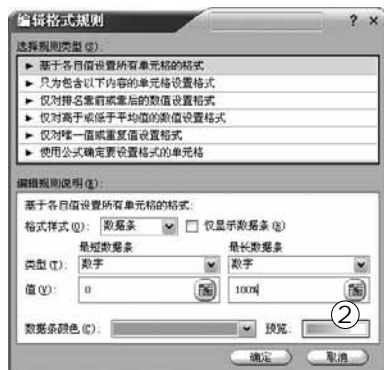 编辑格式规则 ? ×
选择规则类型(S):
► 基于各自值设置所有单元格的格式
► 只为包含以下内容的单元格设置格式
► 仅对排名靠前或靠后的数值设置格式
► 仅对高于或低于平均值的数值设置格式
► 仅对唯一值或重复值设置格式
► 使用公式确定要设置格式的单元格
编辑规则说明(E):
基于各自值设置所有单元格的格式:
格式样式(O): 数据条 仅显示数据条(B)
最短数据条 最长数据条
类型(T): 数字 数字
值(V): 0 100%
②
数据条颜色(C): 预览:
确定 取消